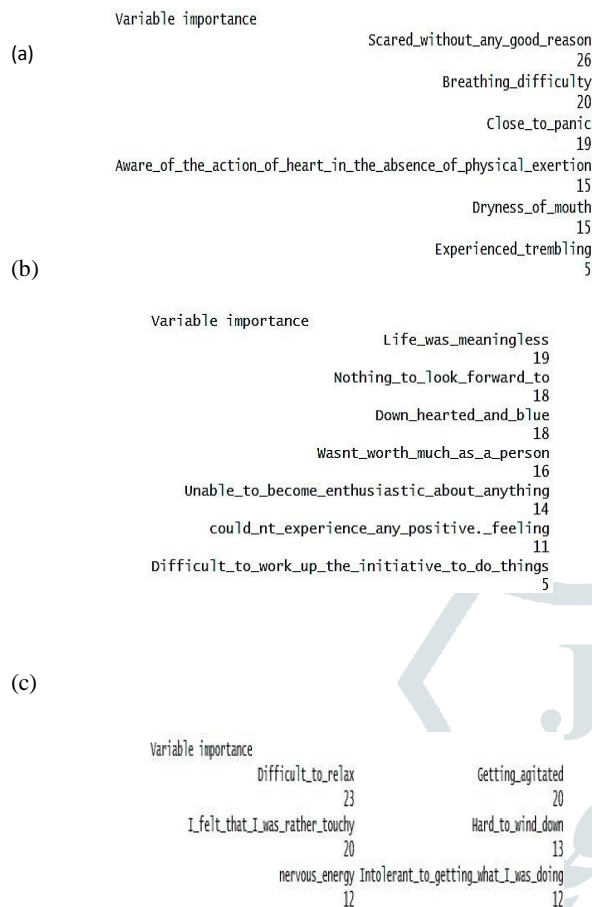 Variable importance
(a)
Scared_without_any_good_reason
26
Breathing_difficulty
20
Close_to_panic
19
Aware_of_the_action_of_heart_in_the_absence_of_physical_exertion
15
Dryness_of_mouth
15
Experienced_trembling
5
(b)
Variable importance
Life_was_meaningless
19
Nothing_to_look_forward_to
18
Down_hearted_and_blue
18
Wasnt_worth_much_as_a_person
16
Unable_to_become_enthusiastic_about_anything
14
could_nt_experience_any_positive._feeling
11
Difficult_to_work_up_the_initiative_to_do_things
5
(c)
Variable importance
Difficult_to_relax Getting_agitated
23 20
I_felt_that_I_was_rather_touchy Hard_to_wind_down
20 13
nervous_energy Intolerant_to_getting_what_I_was_doing
12 12
J